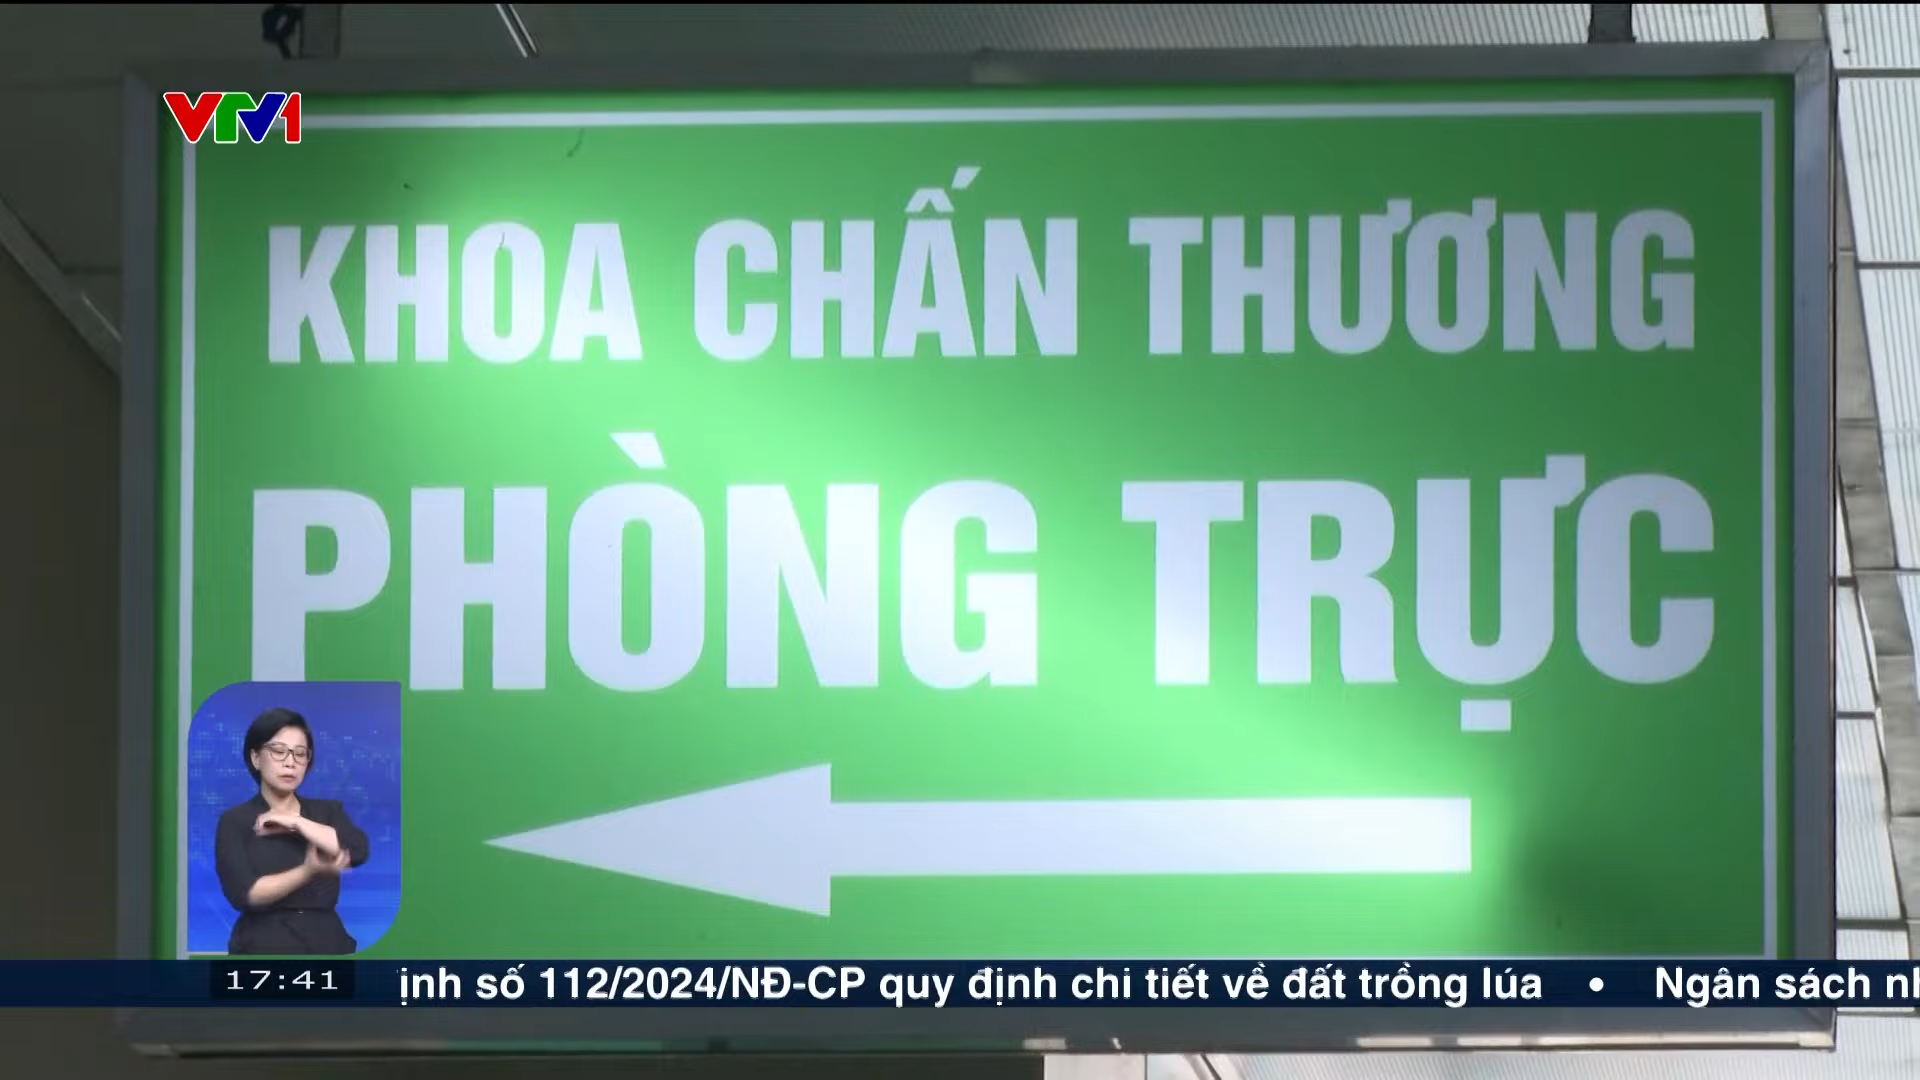 VTV1
KHOA CHẤN THƯƠNG
PHÒNG TRỰC
17:41
ịnh số 112/2024/NĐ-CP quy định chi tiết về đất trồng lúa • Ngân sách